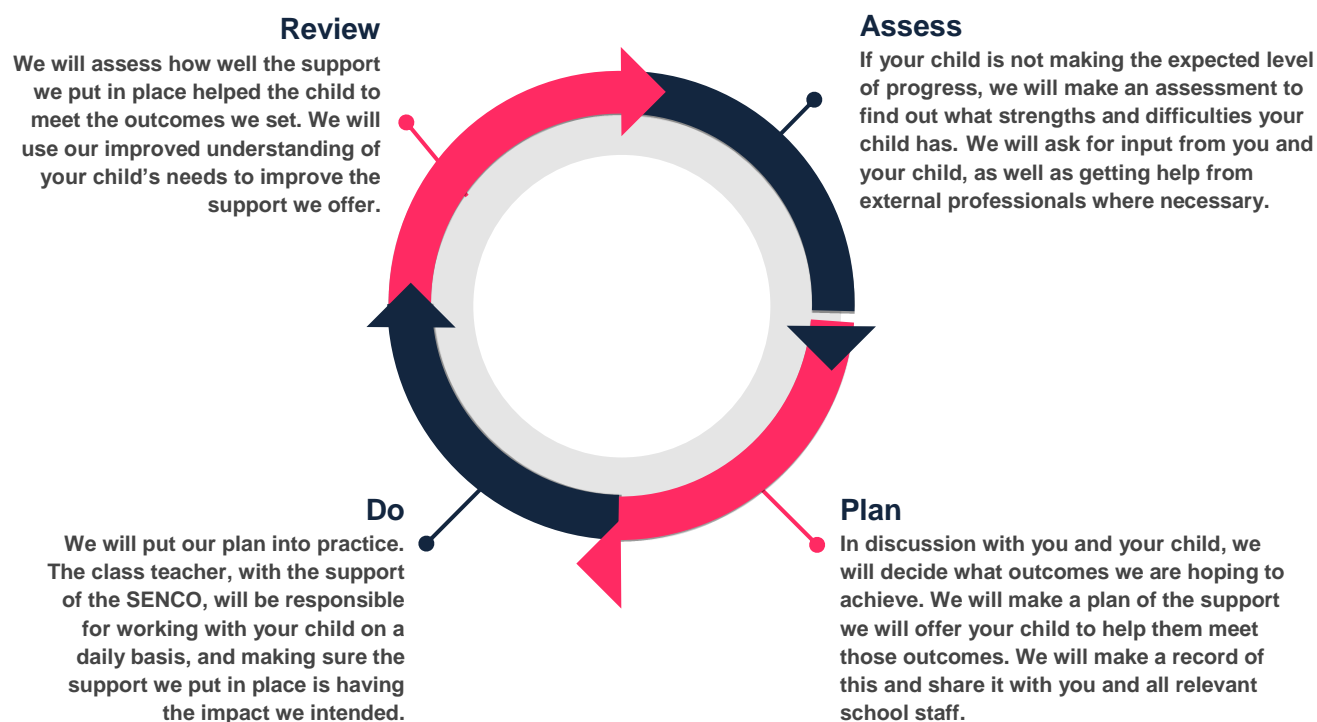 Review
We will assess how well the support
we put in place helped the child to
meet the outcomes we set. We will
use our improved understanding of
your child’s needs to improve the
support we offer.
Assess
If your child is not making the expected level
of progress, we will make an assessment to
find out what strengths and difficulties your
child has. We will ask for input from you and
your child, as well as getting help from
external professionals where necessary.
Do
We will put our plan into practice.
The class teacher, with the support
of the SENCO, will be responsible
for working with your child on a
daily basis, and making sure the
support we put in place is having
the impact we intended.
Plan
In discussion with you and your child, we
will decide what outcomes we are hoping to
achieve. We will make a plan of the support
we will offer your child to help them meet
those outcomes. We will make a record of
this and share it with you and all relevant
school staff.